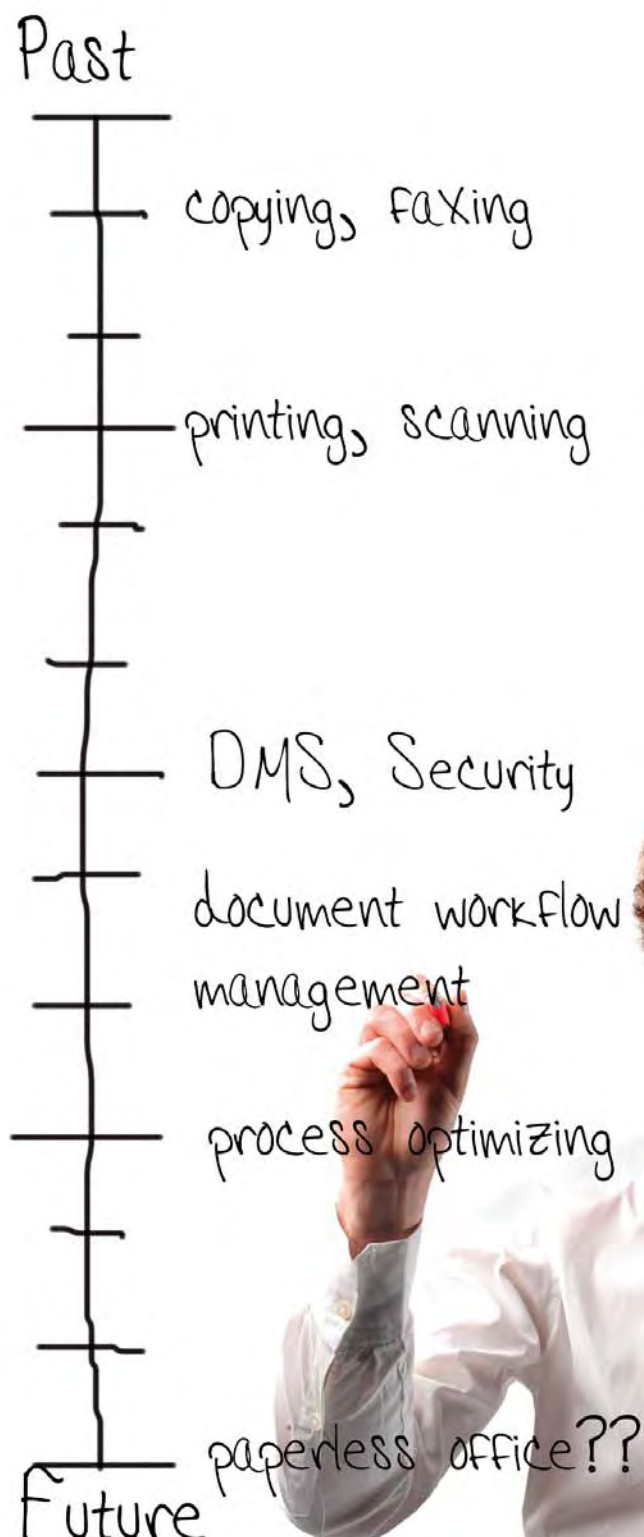 Past
copying, faxing
printing, scanning
DMS, Security
document workflow
management
process optimizing
paperless office??
Future